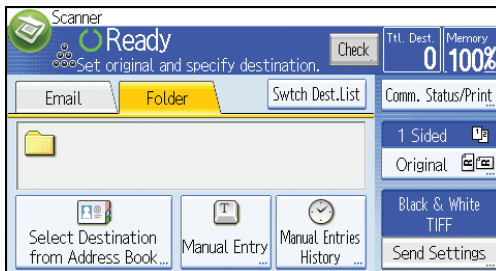 Scanner
Ready
Set original and specify destination.
Check
Ttl. Dest.
0
Memory
100%
Email
Folder
Swtch Dest.List
Comm. Status/Print
1 Sided
Original
Select Destination
from Address Book...
Manual Entry
Manual Entries
History
Black & White
TIFF
Send Settings